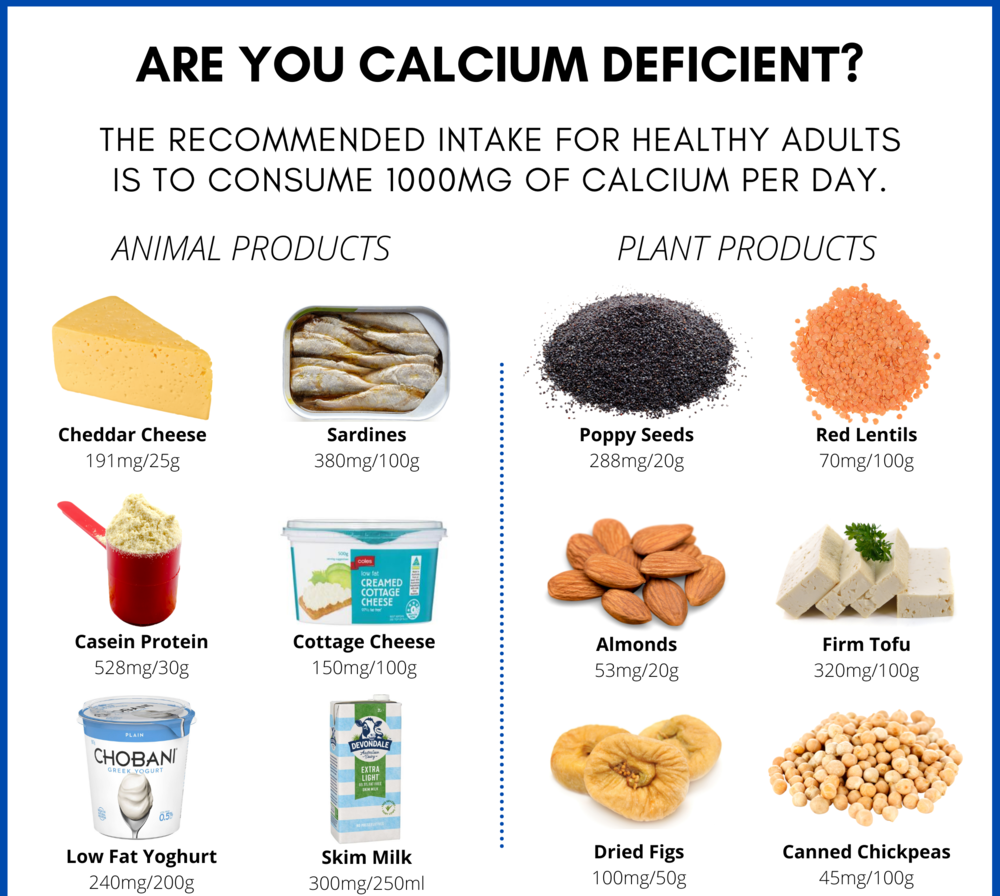 ARE YOU CALCIUM DEFICIENT?
THE RECOMMENDED INTAKE FOR HEALTHY ADULTS
IS TO CONSUME 1000MG OF CALCIUM PER DAY.
ANIMAL PRODUCTS
PLANT PRODUCTS
Cheddar Cheese
191mg/25g
Sardines
380mg/100g
Poppy Seeds
288mg/20g
Red Lentils
70mg/100g
coles
low fat
CREAMED
COTTAGE
CHEESE
Casein Protein
528mg/30g
Cottage Cheese
150mg/100g
Almonds
53mg/20g
Firm Tofu
320mg/100g
PLAIN
CHOBANI
GREEK YOGURT
DEVONDALE
EXTRA
LIGHT
Low Fat Yoghurt
240mg/200g
Skim Milk
300mg/250ml
Dried Figs
100mg/50g
Canned Chickpeas
45mg/100g